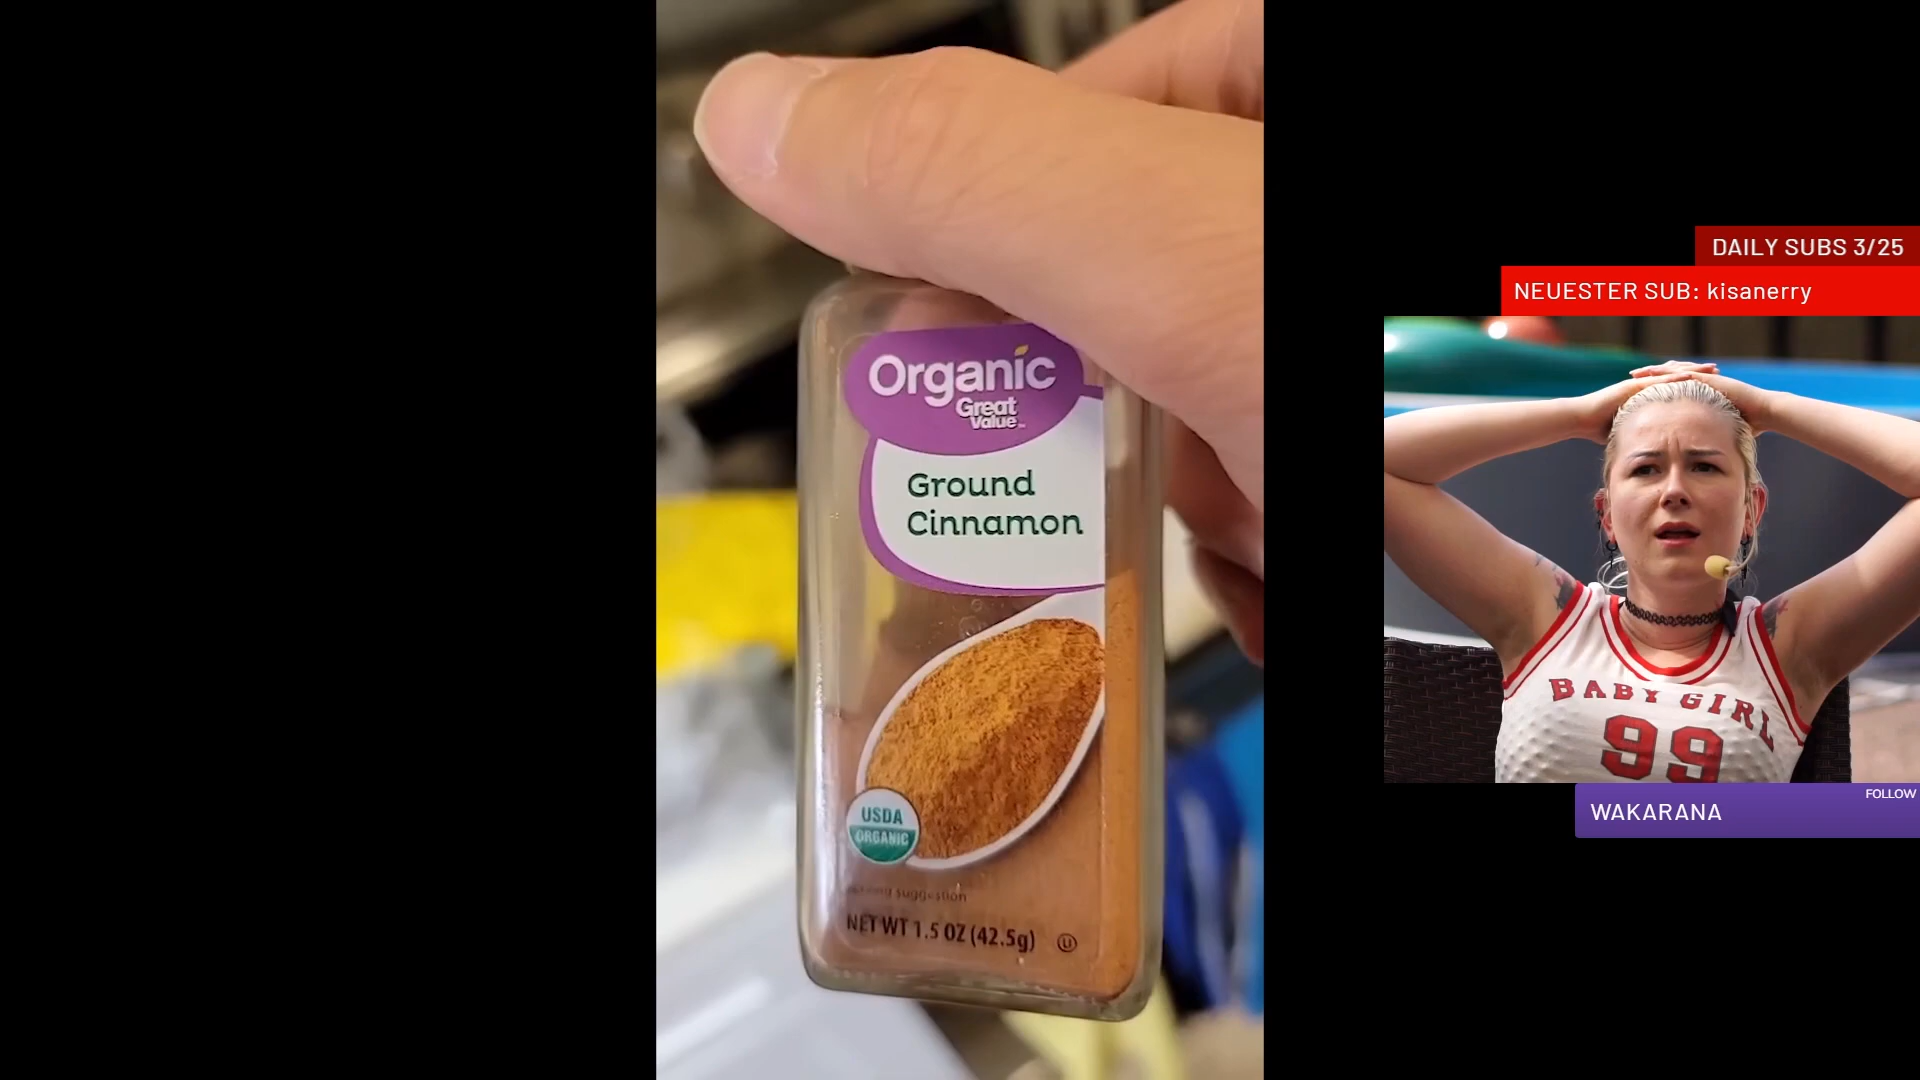 Organic
Great
Value
Ground
Cinnamon
USDA
ORGANIC
suggestion
NET WT 1.5 OZ (42.5g)
U
DAILY SUBS 3/25
NEUESTER SUB: kisanerry
BABY GIRL
99
FOLLOW
WAKARANA